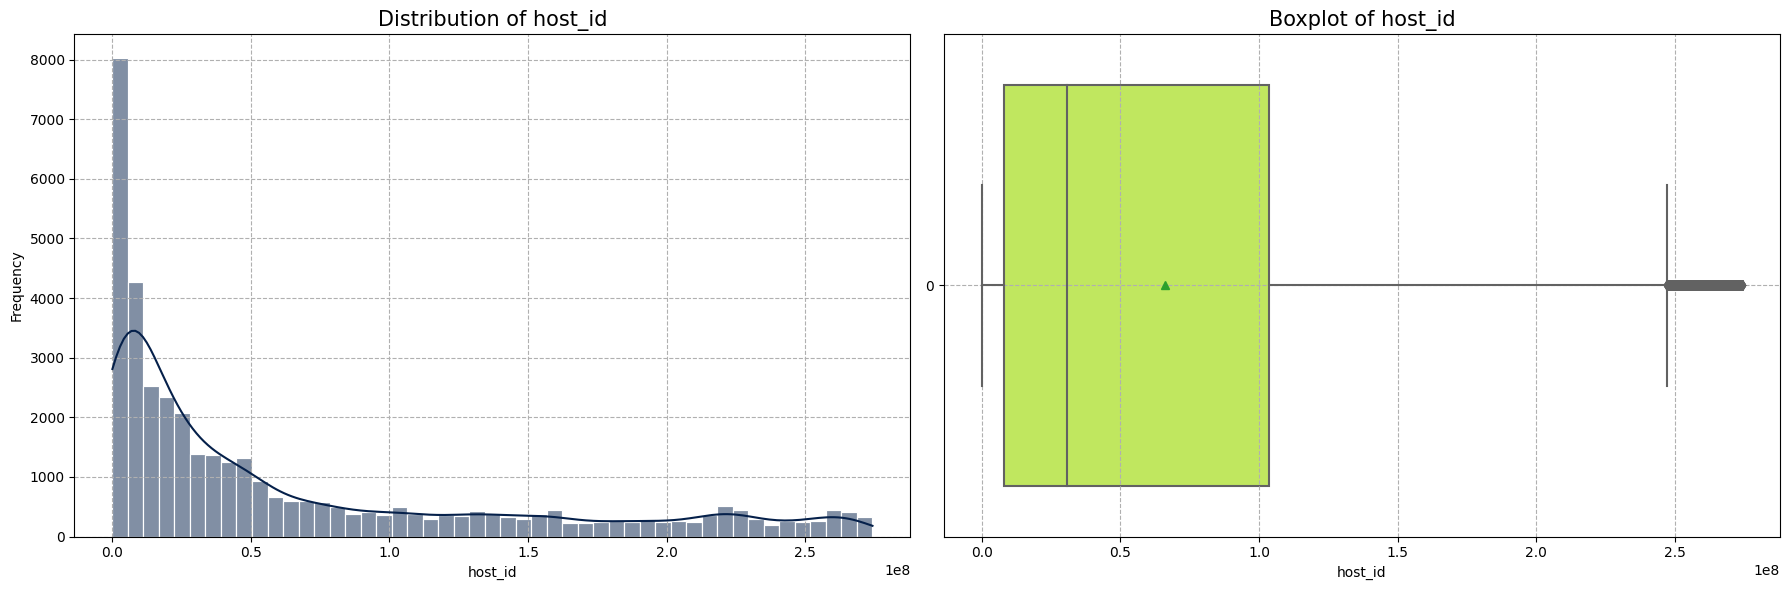 Distribution of host_id
8000
7000
6000
5000
4000
3000
2000
1000
0
Frequency
0.0 0.5 1.0 1.5 2.0 2.5
host_id
1e8
Boxplot of host_id
0
0.0 0.5 1.0 1.5 2.0 2.5
host_id
1e8